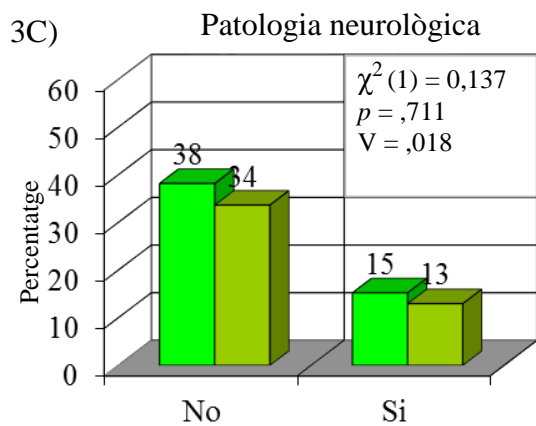 3C)
Patologia neurològica
χ² (1) = 0,137
p = ,711
V = ,018
Percentatge
60
50
40
30
20
10
0
38
34
15
13
No
Si